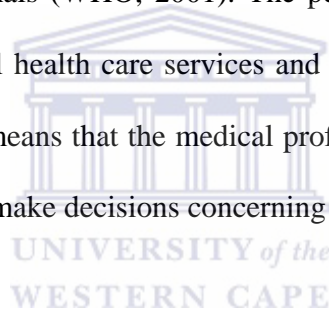 als (WHO, 2001). The pe
l health care services and
means that the medical prof
make decisions concerning
UNIVERSITY of the
WESTERN CAPE